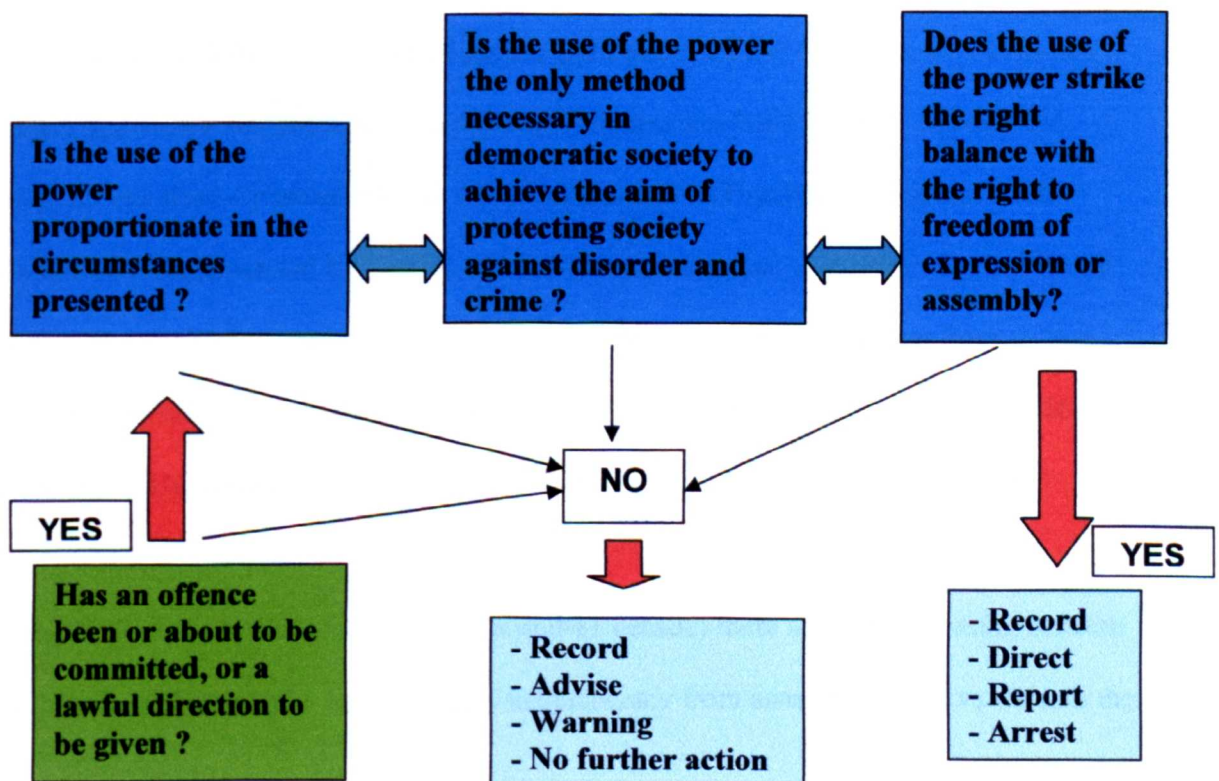 Is the use of the
power
proportionate in the
circumstances
presented ?
Is the use of the power
the only method
necessary in
democratic society to
achieve the aim of
protecting society
against disorder and
crime ?
Does the use of
the power strike
the right
balance with
the right to
freedom of
expression or
assembly?
NO
YES
YES
Has an offence
been or about to be
committed, or a
lawful direction to
be given ?
- Record
- Advise
- Warning
- No further action
- Record
- Direct
- Report
- Arrest